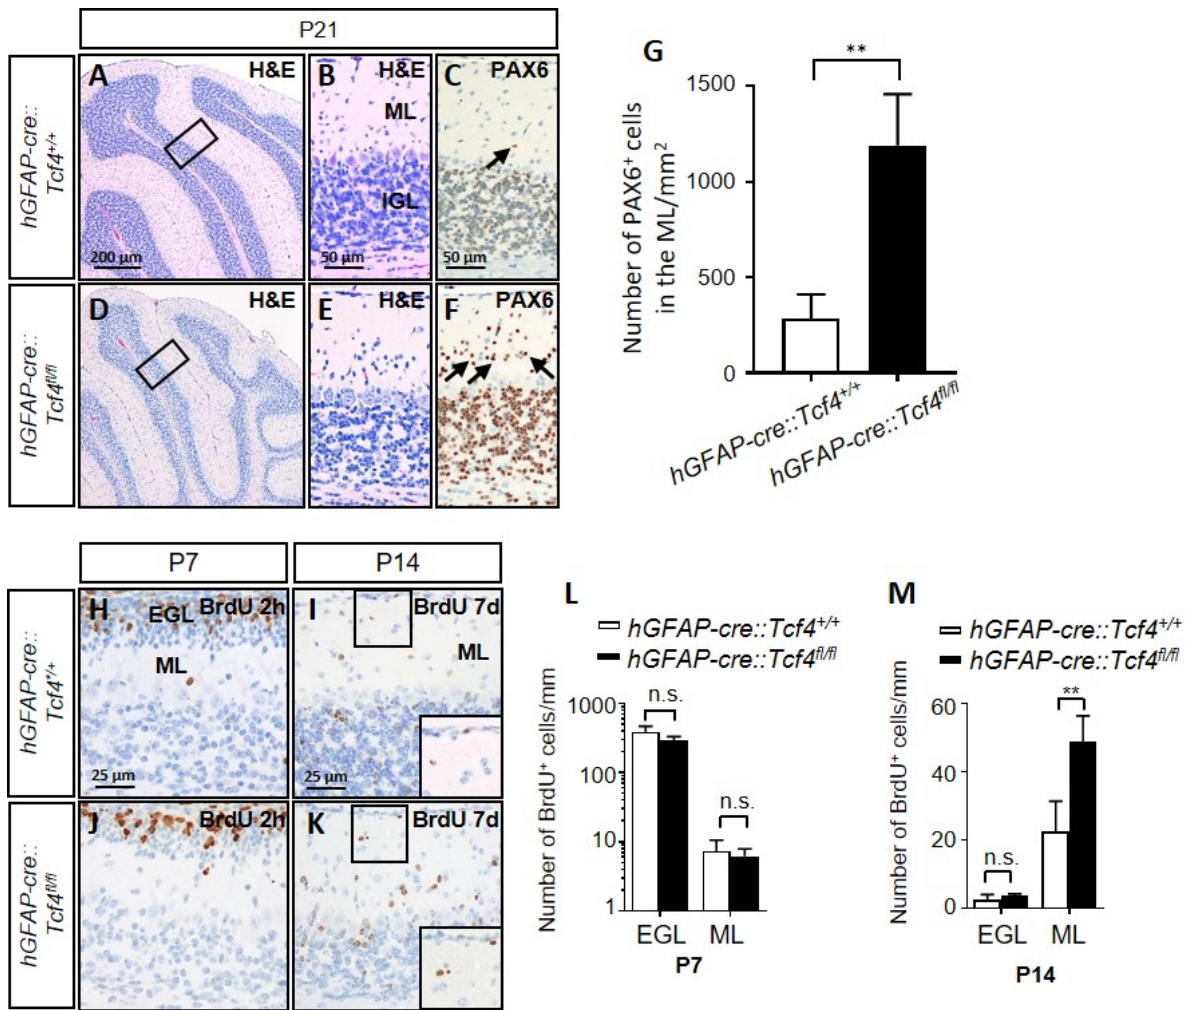 P21
hGFAP-cre::
Tcf4+/+
A
H&E
200 µm
B
H&E
ML
IGL
50 µm
C
PAX6
50 µm
hGFAP-cre::
Tcf4fl/fl
D
H&E
E
H&E
F
PAX6
G
**
Number of PAX6+ cells
in the ML/mm2
1500
1000
500
0
hGFAP-cre::Tcf4+/+
hGFAP-cre::Tcf4fl/fl
P7
P14
hGFAP-cre::
Tcf4+/+
H
EGL
BrdU 2h
ML
25 µm
I
BrdU 7d
ML
25 µm
hGFAP-cre::
Tcf4fl/fl
J
BrdU 2h
K
BrdU 7d
L
hGFAP-cre::Tcf4+/+
hGFAP-cre::Tcf4fl/fl
Number of BrdU+ cells/mm
1000
100
10
1
n.s.
n.s.
EGL
ML
P7
M
hGFAP-cre::Tcf4+/+
hGFAP-cre::Tcf4fl/fl
Number of BrdU+ cells/mm
60
40
20
0
n.s.
**
EGL
ML
P14